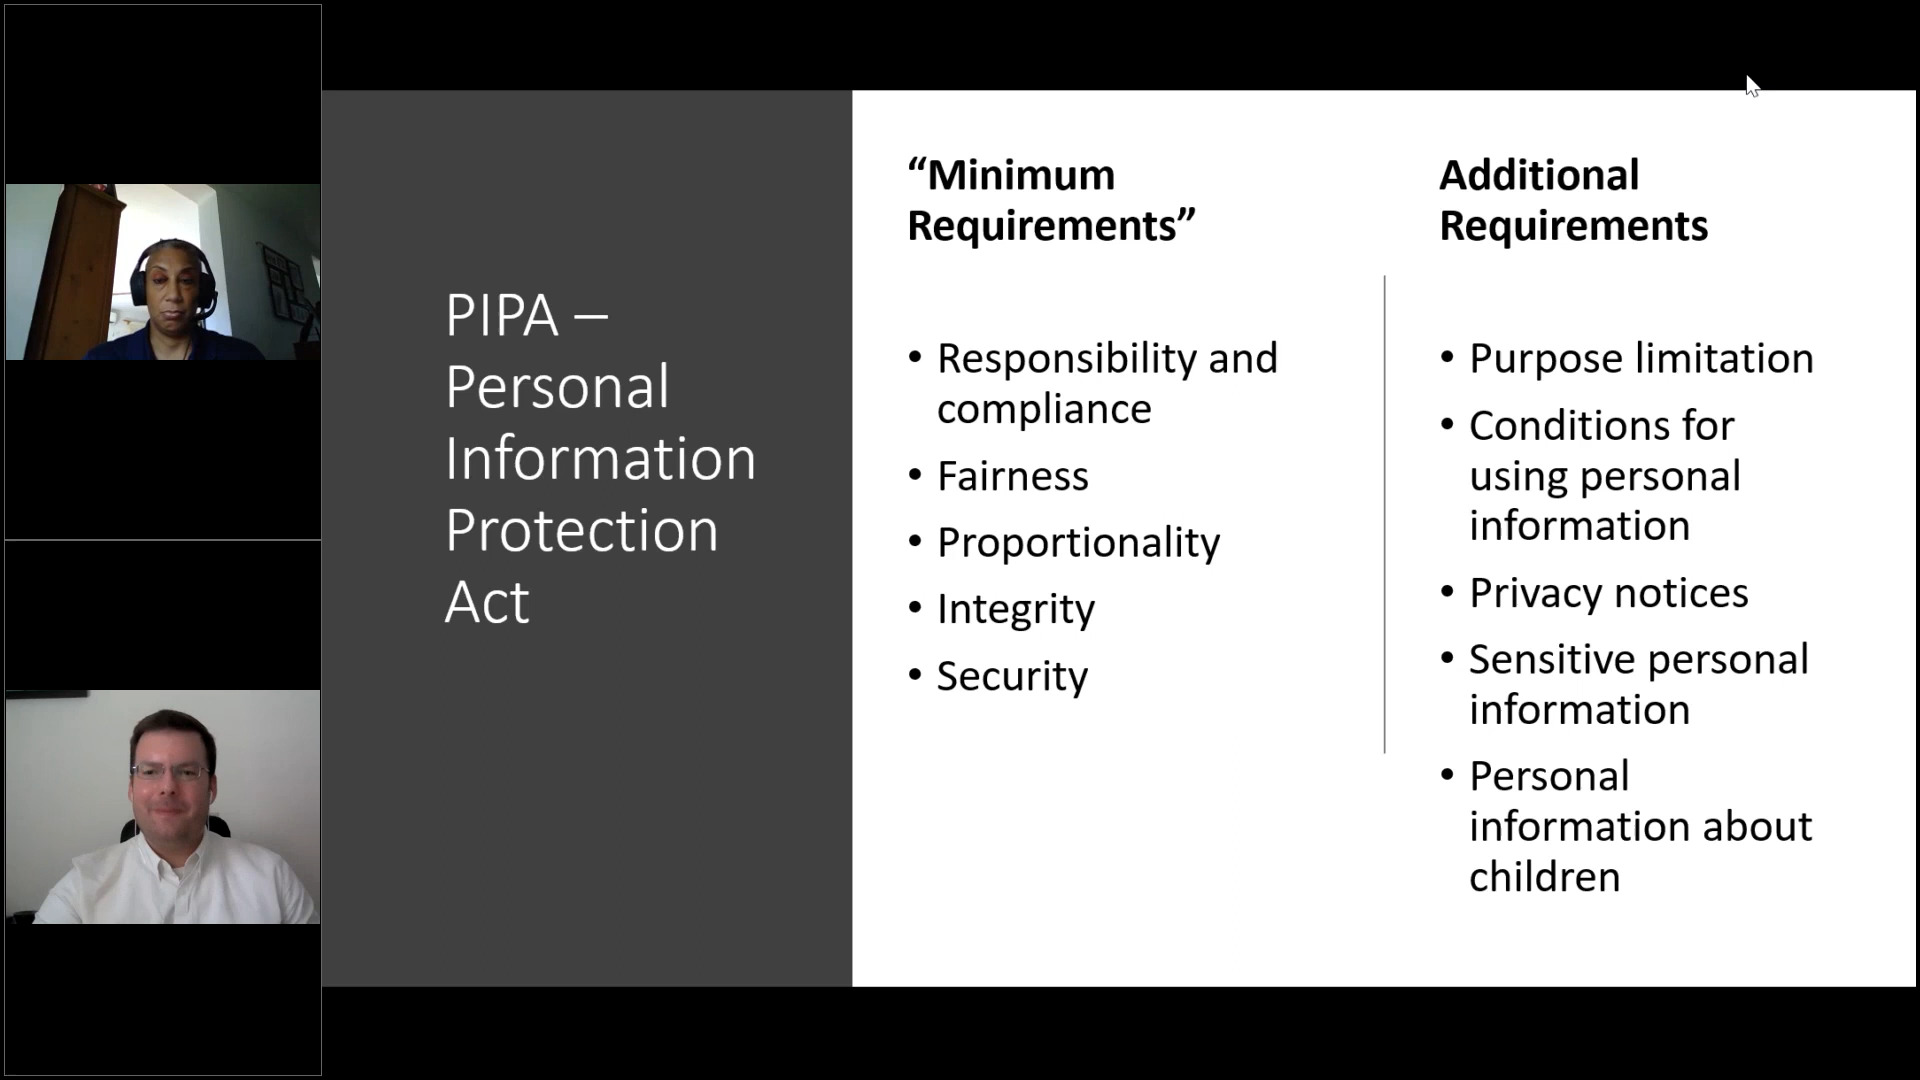 PIPA –
Personal
Information
Protection
Act
“Minimum
Requirements”
• Responsibility and
compliance
• Fairness
• Proportionality
• Integrity
• Security
Additional
Requirements
• Purpose limitation
• Conditions for
using personal
information
• Privacy notices
• Sensitive personal
information
• Personal
information about
children